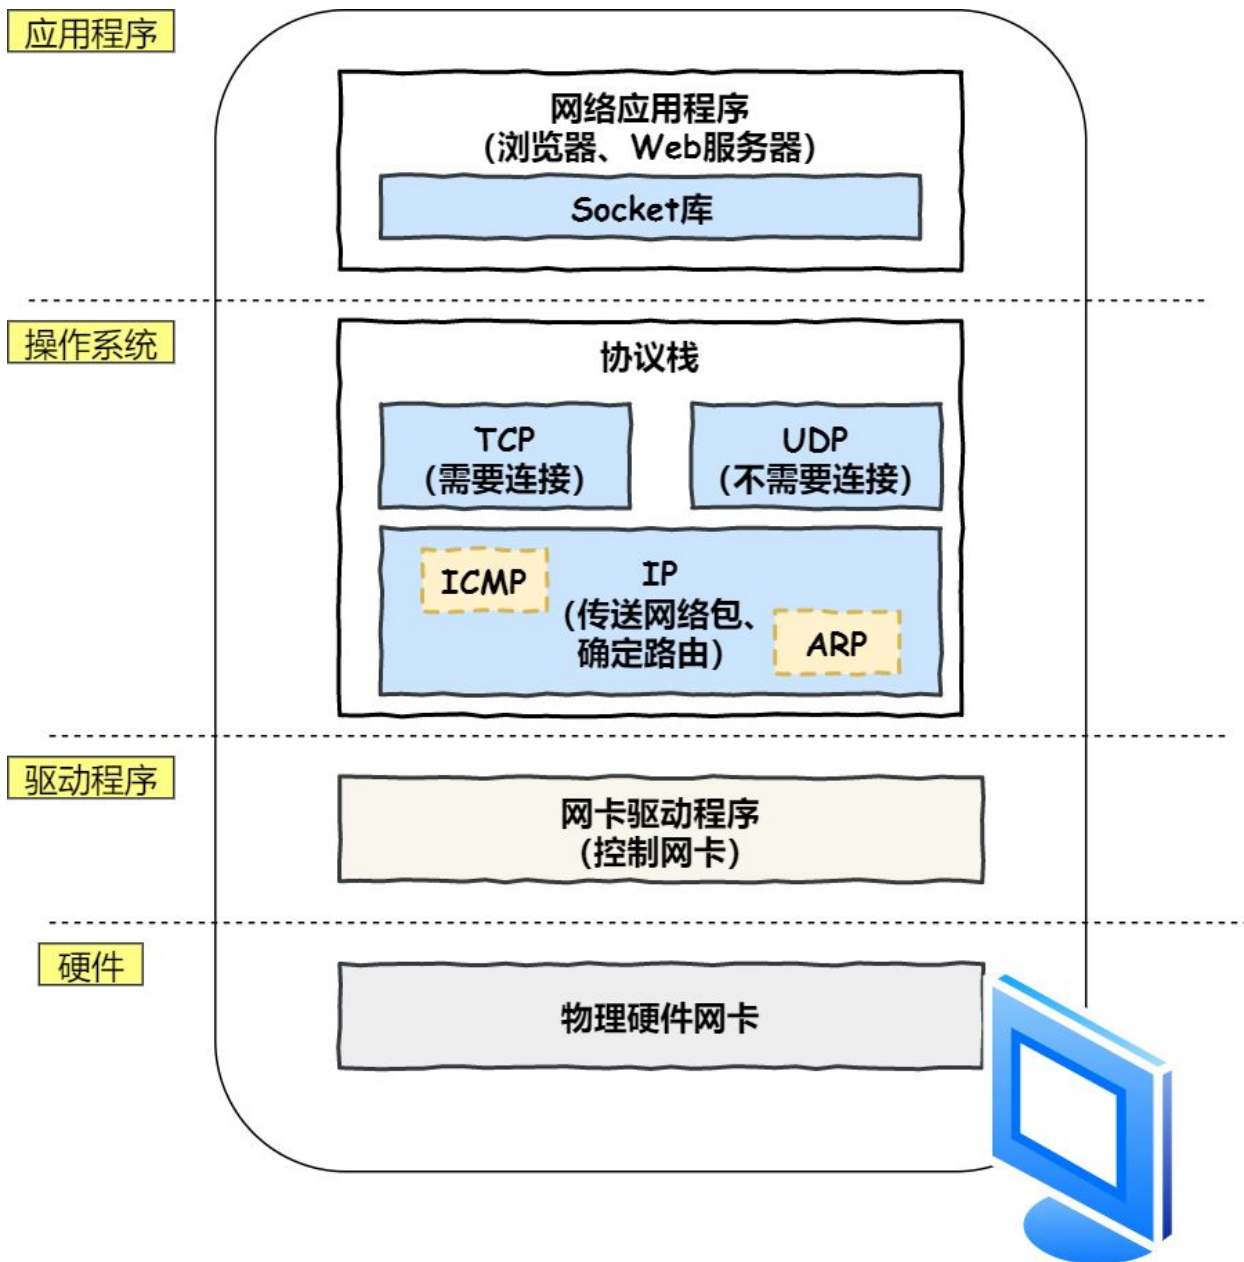 应用程序
网络应用程序
(浏览器、Web服务器)
Socket库
操作系统
协议栈
TCP
(需要连接)
UDP
(不需要连接)
ICMP
IP
(传送网络包、
确定路由)
ARP
驱动程序
网卡驱动程序
(控制网卡)
硬件
物理硬件网卡